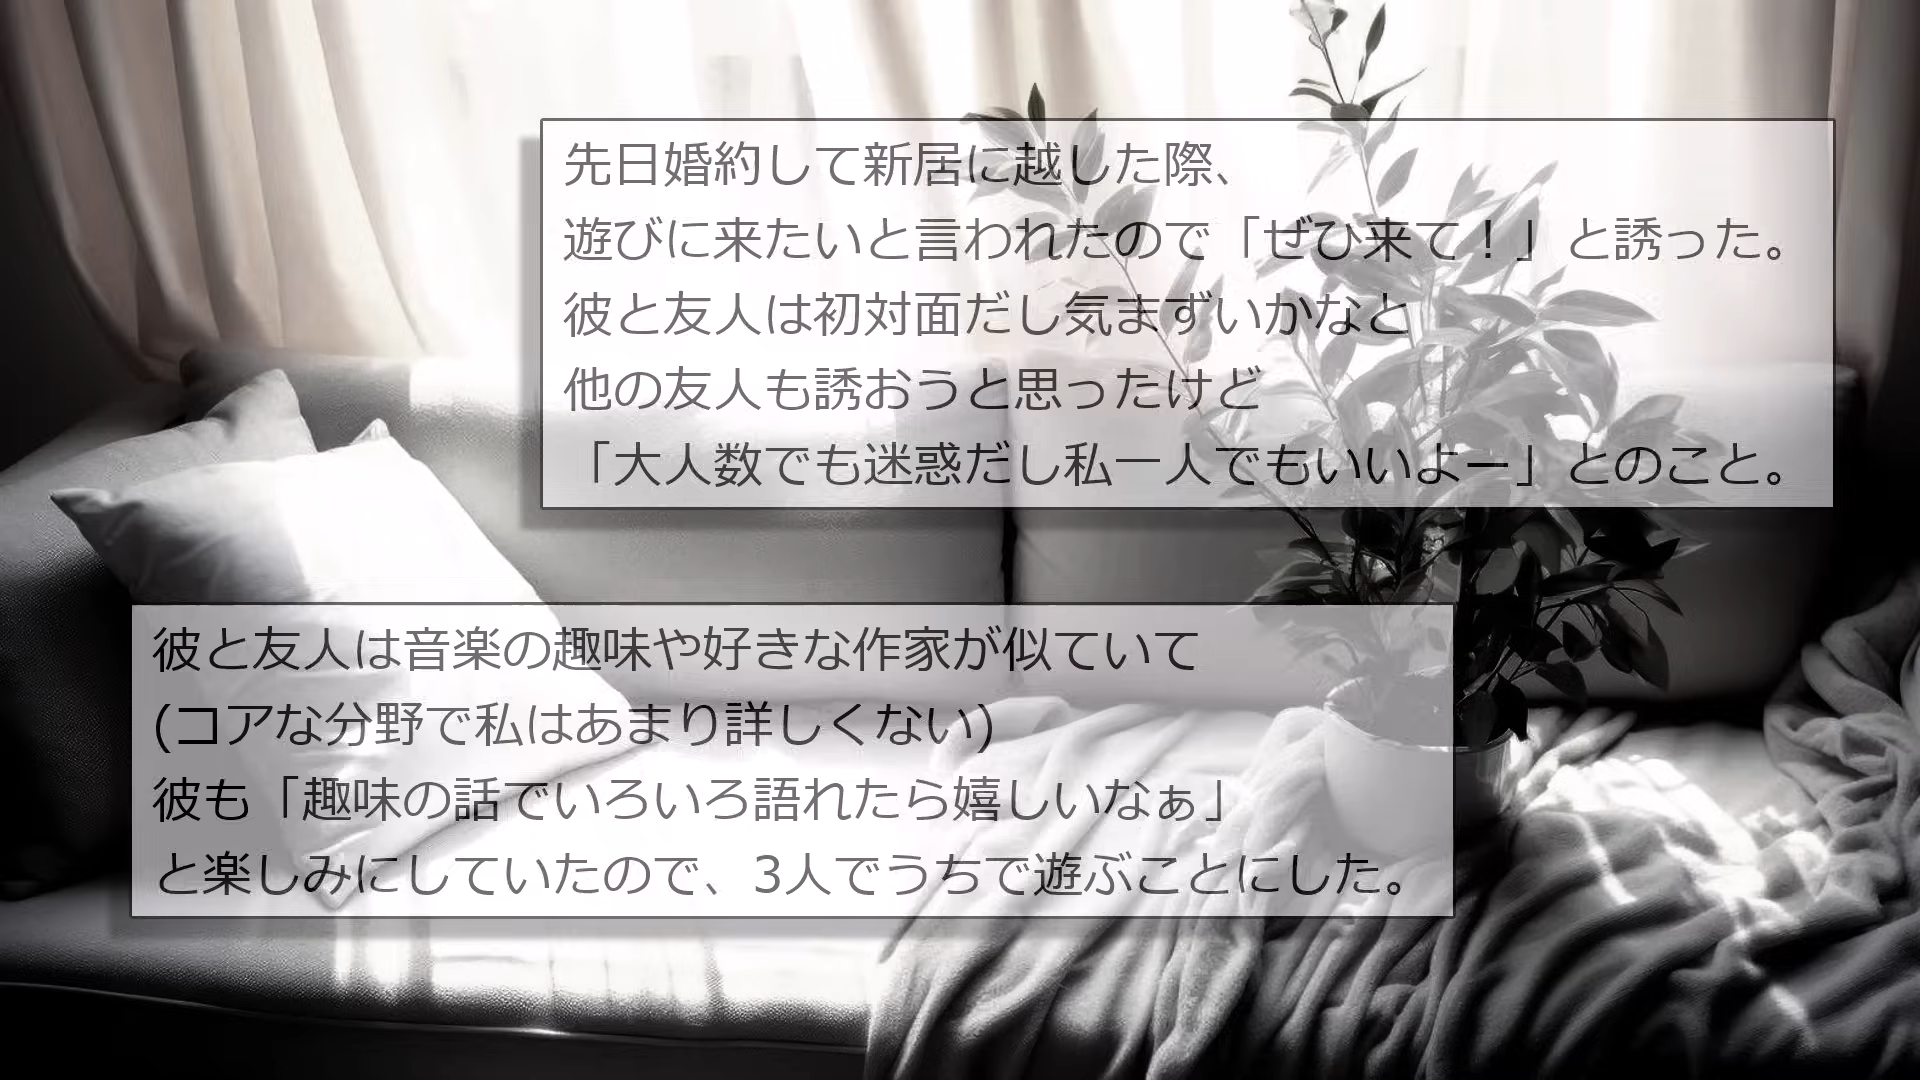 先日婚約して新居に越した際、
遊びに来たいと言われたので「ぜひ来て！」と誘った。
彼と友人は初対面だし気まずいかなと
他の友人も誘おうと思ったけど
「大人数でも迷惑だし私一人でもいいよー」とのこと。
彼と友人は音楽の趣味や好きな作家が似ていて
(コアな分野で私はあまり詳しくない)
彼も「趣味の話でいろいろ語れたら嬉しいなぁ」
と楽しみにしていたので、3人でうちで遊ぶことにした。